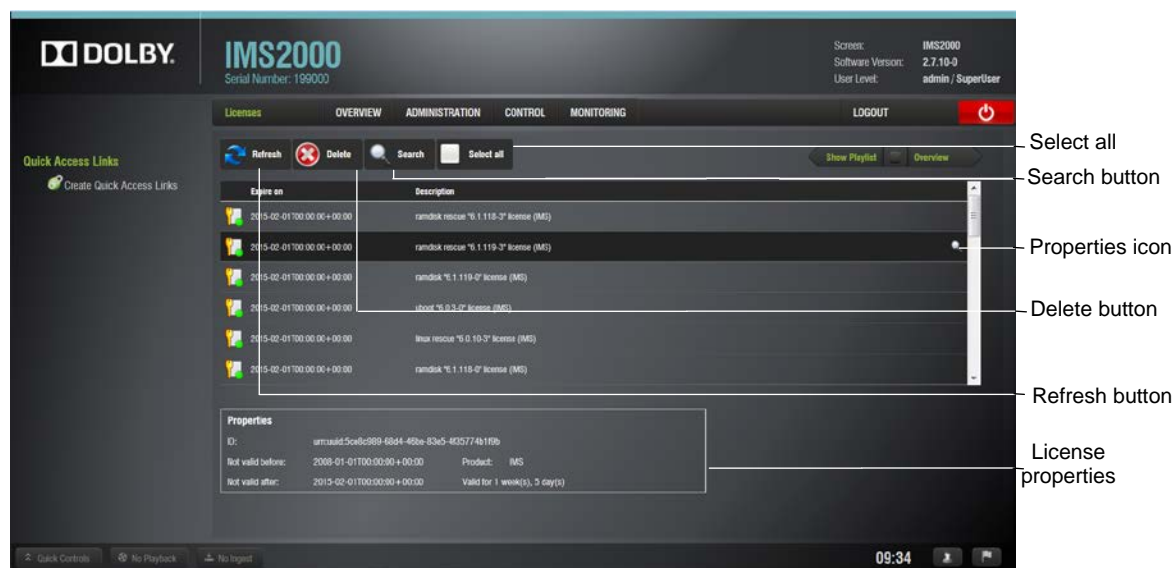 DOLBY.
IMS2000
Serial Number: 199000
Screen: IMS2000
Software Version: 2.7.10-0
User Level: admin / SuperUser
Licenses OVERVIEW ADMINISTRATION CONTROL MONITORING LOGOUT
Quick Access Links
Create Quick Access Links
Refresh Delete Search Select all
Show Playlist Overview
Select all
Search button
Expire on Description
2015-02-01T00:00:00+00:00 ramdisk rescue "6.1.118-3" license (IMS)
2015-02-01T00:00:00+00:00 ramdisk rescue "6.1.119-3" license (IMS)
Properties icon
2015-02-01T00:00:00+00:00 ramdisk "6.1.119-0" license (IMS)
2015-02-01T00:00:00+00:00 uboot "6.0.3-0" license (IMS)
Delete button
2015-02-01T00:00:00+00:00 linux rescue "6.0.10-3" license (IMS)
2015-02-01T00:00:00+00:00 ramdisk "6.1.118-0" license (IMS)
Refresh button
Properties
ID:
Not valid before: 2008-01-01T00:00:00+00:00 Product: IMS
Not valid after: 2015-02-01T00:00:00+00:00 Valid for 1 week(s), 5 day(s)
License
properties
Quick Controls No Playback No Ingest 09:34